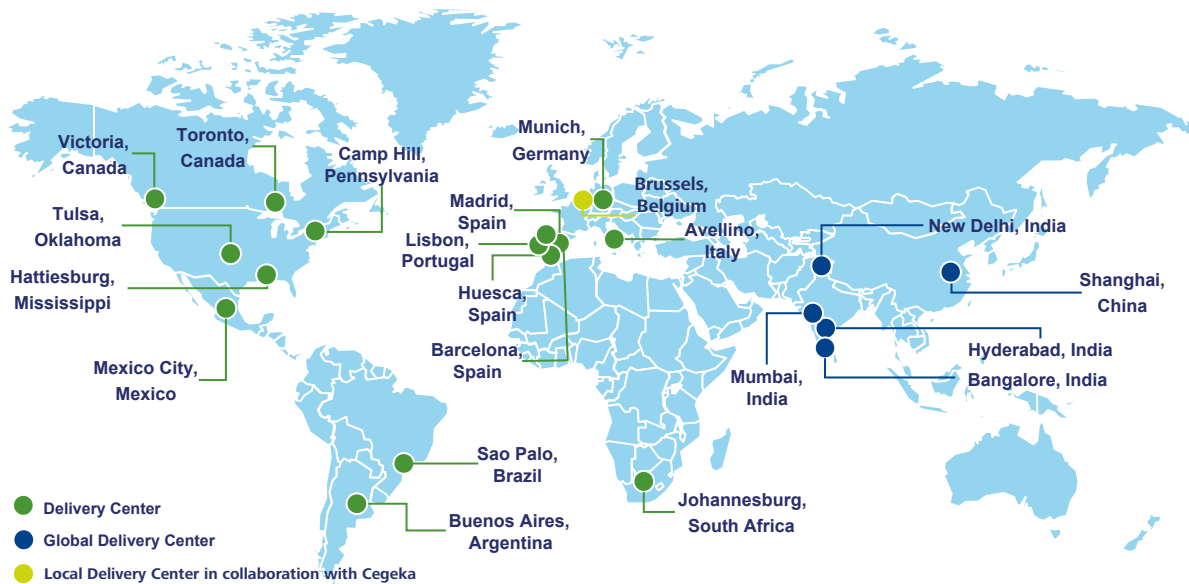 Victoria,
Canada
Toronto,
Canada
Camp Hill,
Pennsylvania
Tulsa,
Oklahoma
Hattiesburg,
Mississippi
Mexico City,
Mexico
Munich,
Germany
Brussels,
Belgium
Madrid,
Spain
Lisbon,
Portugal
Avellino,
Italy
Huesca,
Spain
Barcelona,
Spain
New Delhi, India
Shanghai,
China
Hyderabad, India
Mumbai,
India
Bangalore, India
Sao Palo,
Brazil
Buenos Aires,
Argentina
Johannesburg,
South Africa
Delivery Center
Global Delivery Center
Local Delivery Center in collaboration with Cegeka